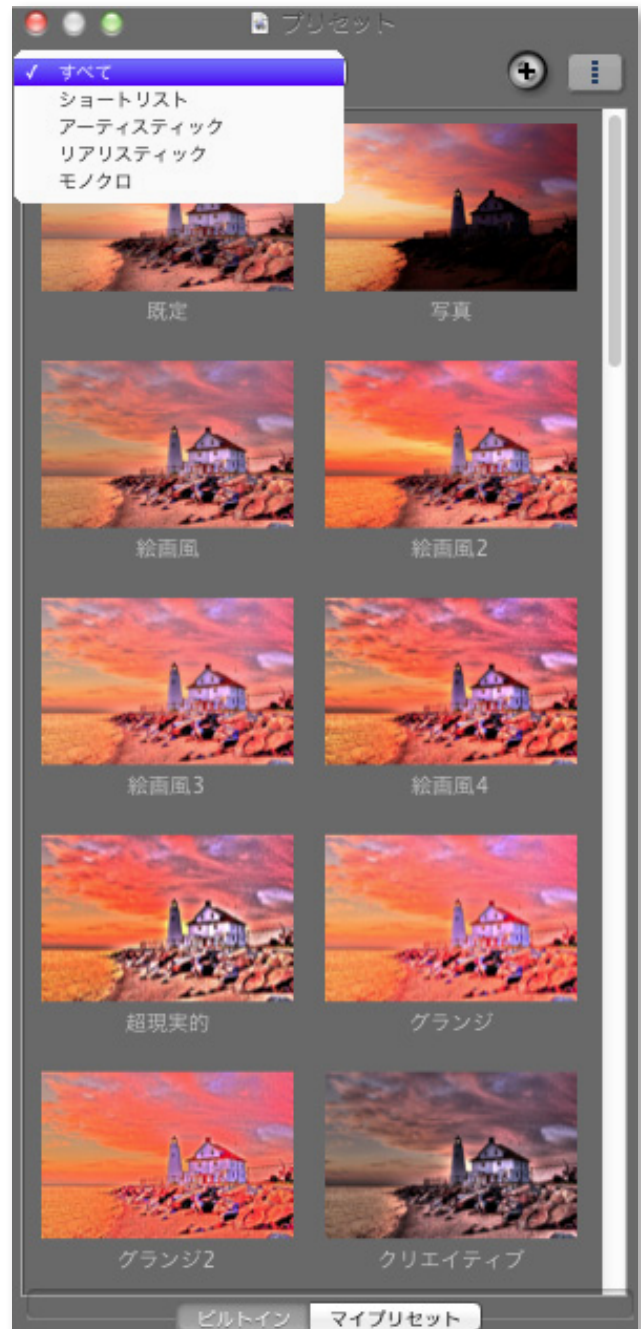 プリセット
✓ すべて
ショートリスト
アーティスティック
リアリスティック
モノクロ
既定
写真
絵画風
絵画風2
絵画風3
絵画風4
超現実的
グランジ
グランジ2
クリエイティブ
ビルトイン
マイプリセット